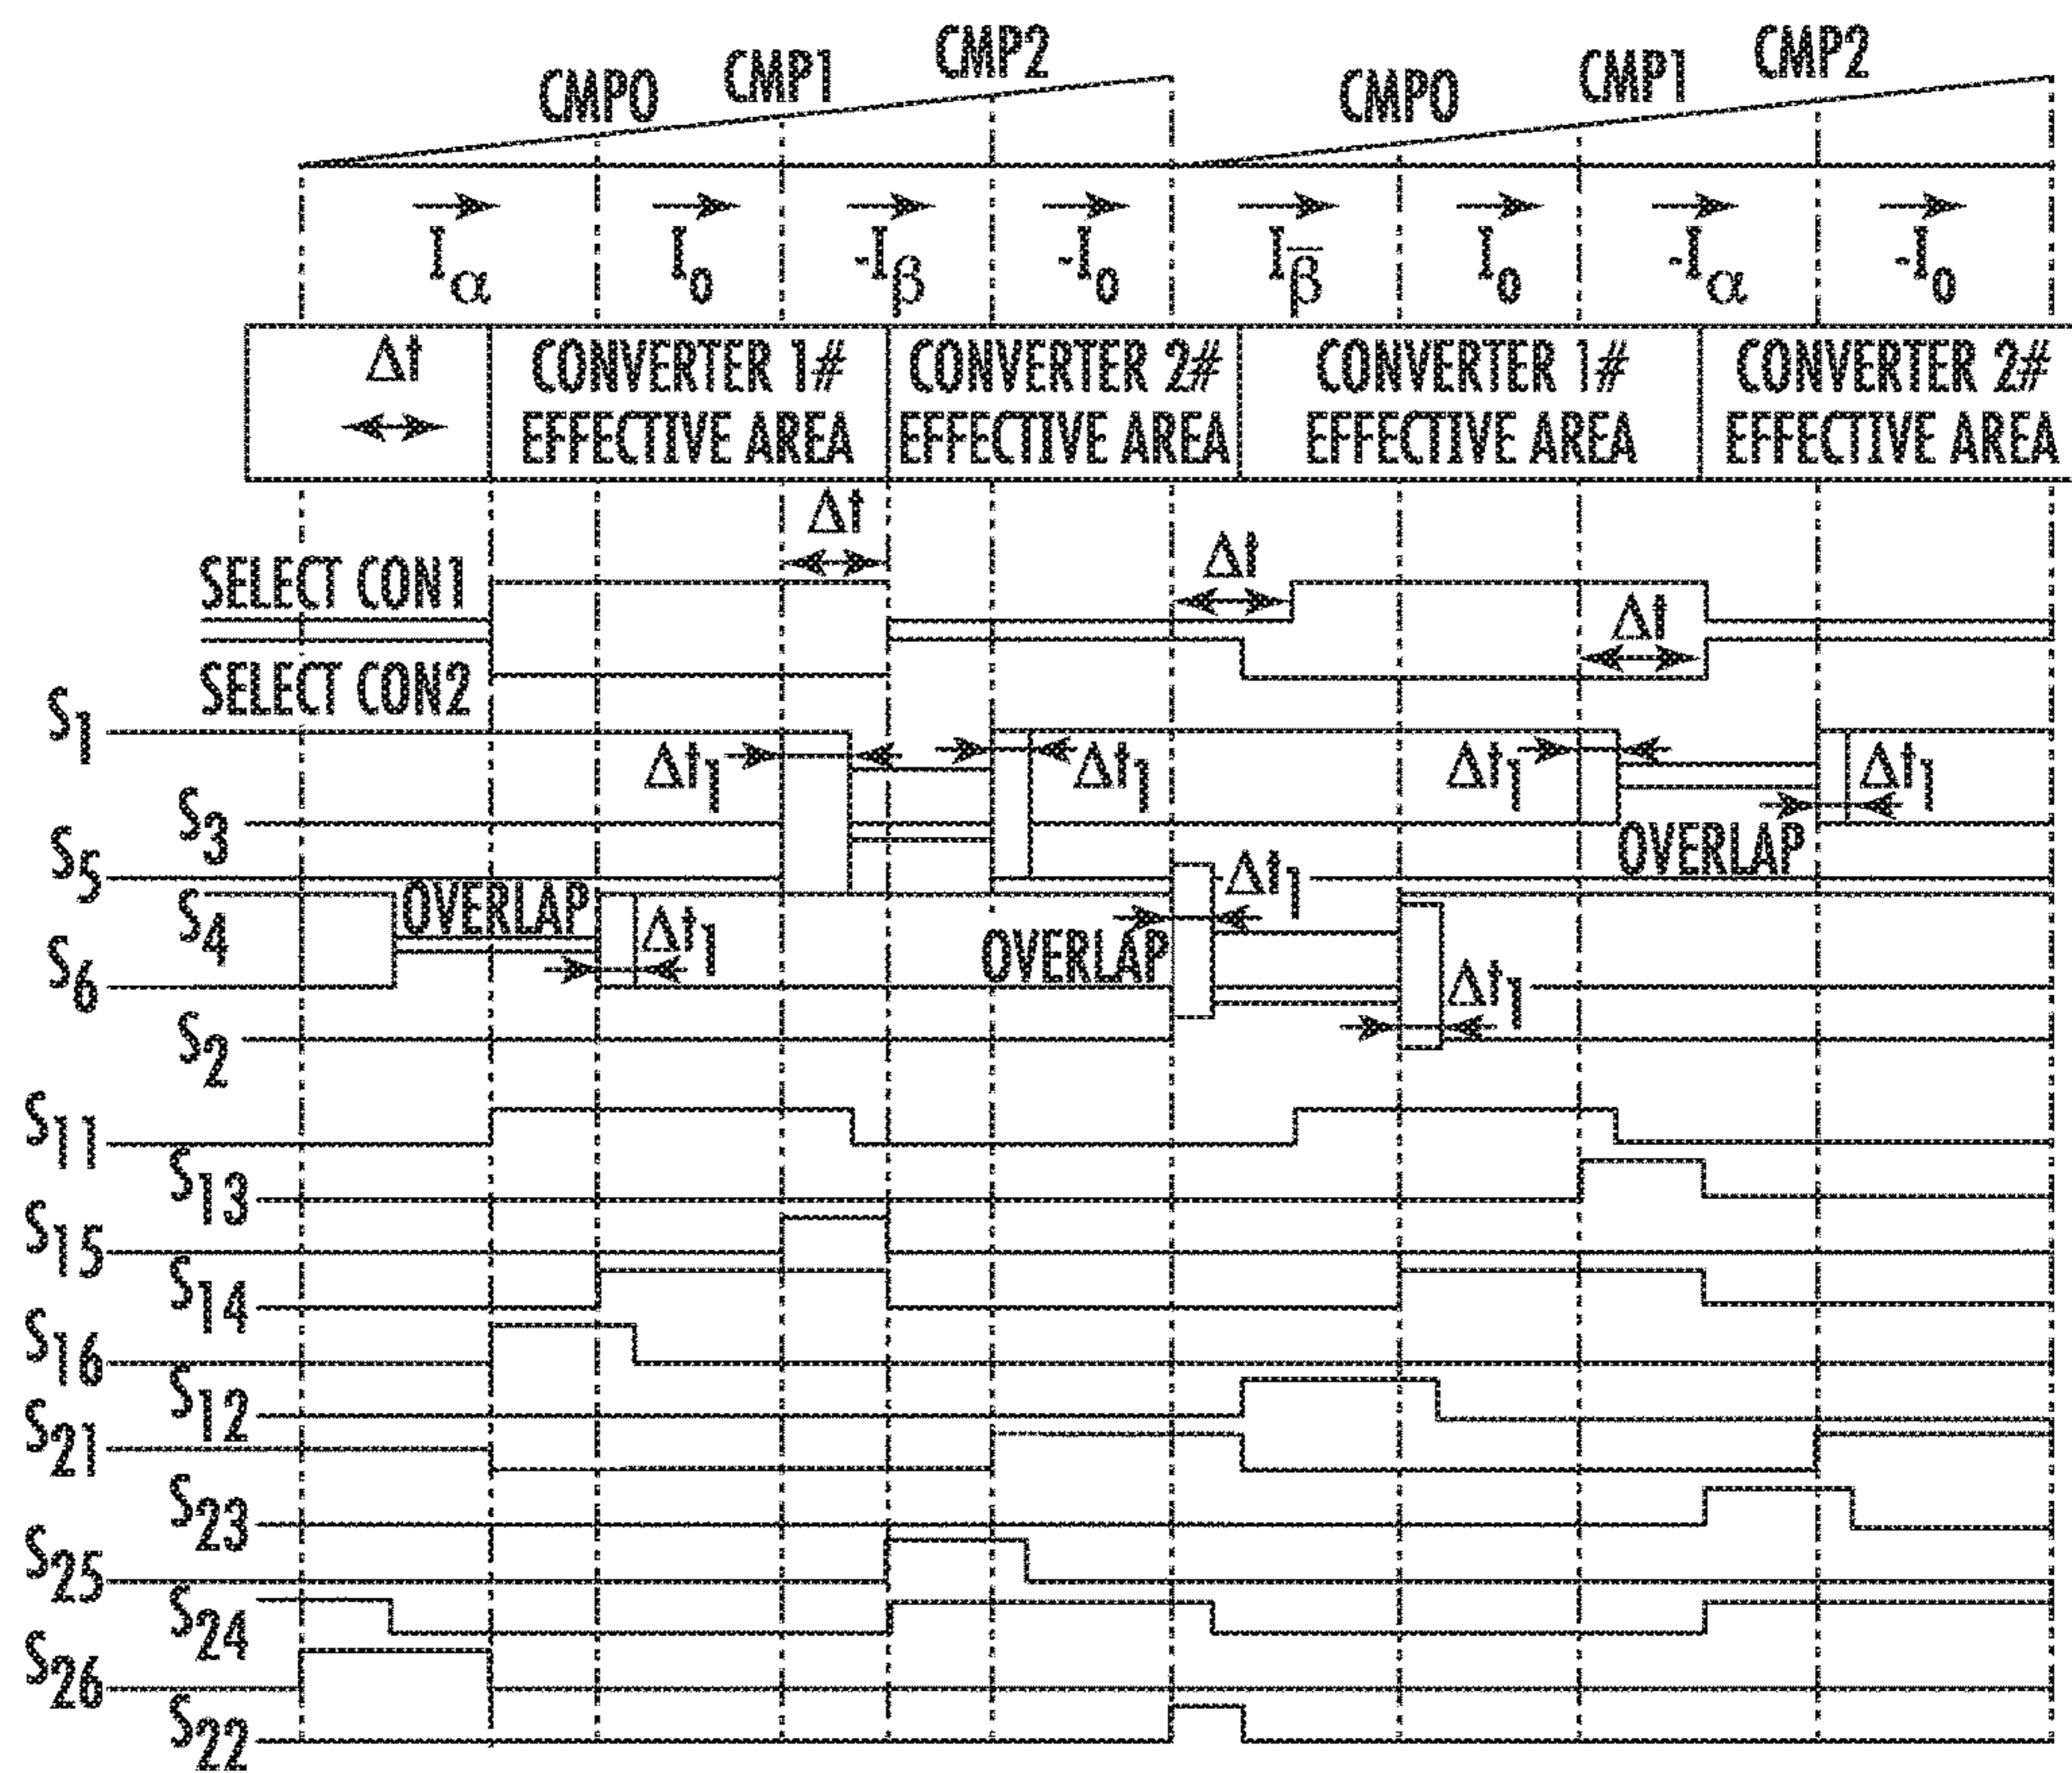 CMP0 CMP1 CMP2 CMP0 CMP1 CMP2
Iα I0 -Iβ -I0 Iβ̅ I0 -Iα -I0
Δt CONVERTER 1# EFFECTIVE AREA CONVERTER 2# EFFECTIVE AREA CONVERTER 1# EFFECTIVE AREA CONVERTER 2# EFFECTIVE AREA
Δt
Δt
SELECT CON1
Δt
SELECT CON2
S1
Δt1 Δt1 Δt1 Δt1
S3
OVERLAP
S5
Δt1
S4
OVERLAP Δt1
OVERLAP
S6
Δt1
S2
S11
S13
S15
S14
S16
S12
S21
S23
S25
S24
S26
S22